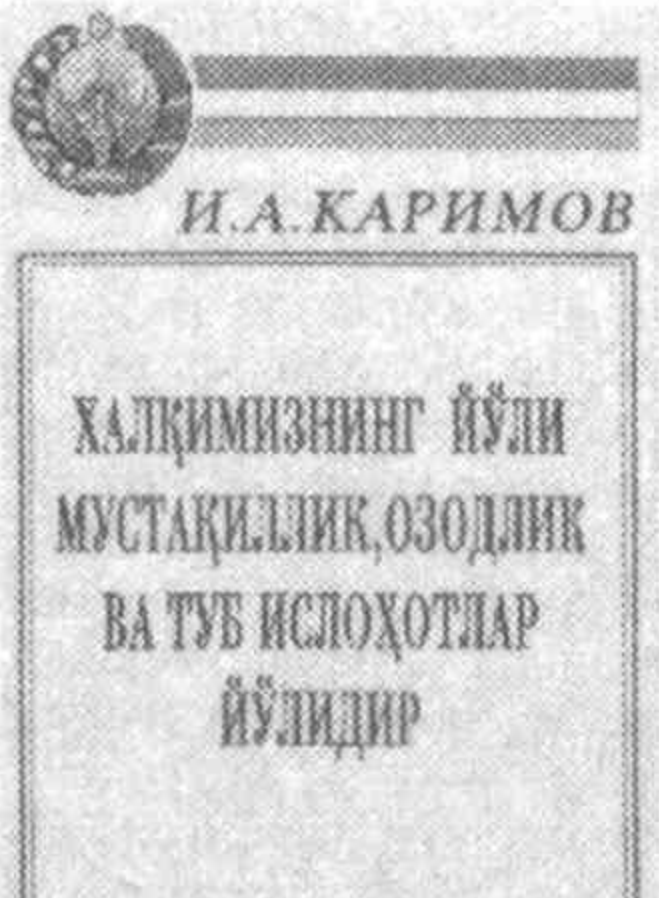 И.А.КАРИМОВ
ХАЛҚИМИЗНИНГ ЙЎЛИ
МУСТАҚИЛЛИК,ОЗОДЛИК
ВА ТУБ ИСЛОҲОТЛАР
ЙЎЛИДИР